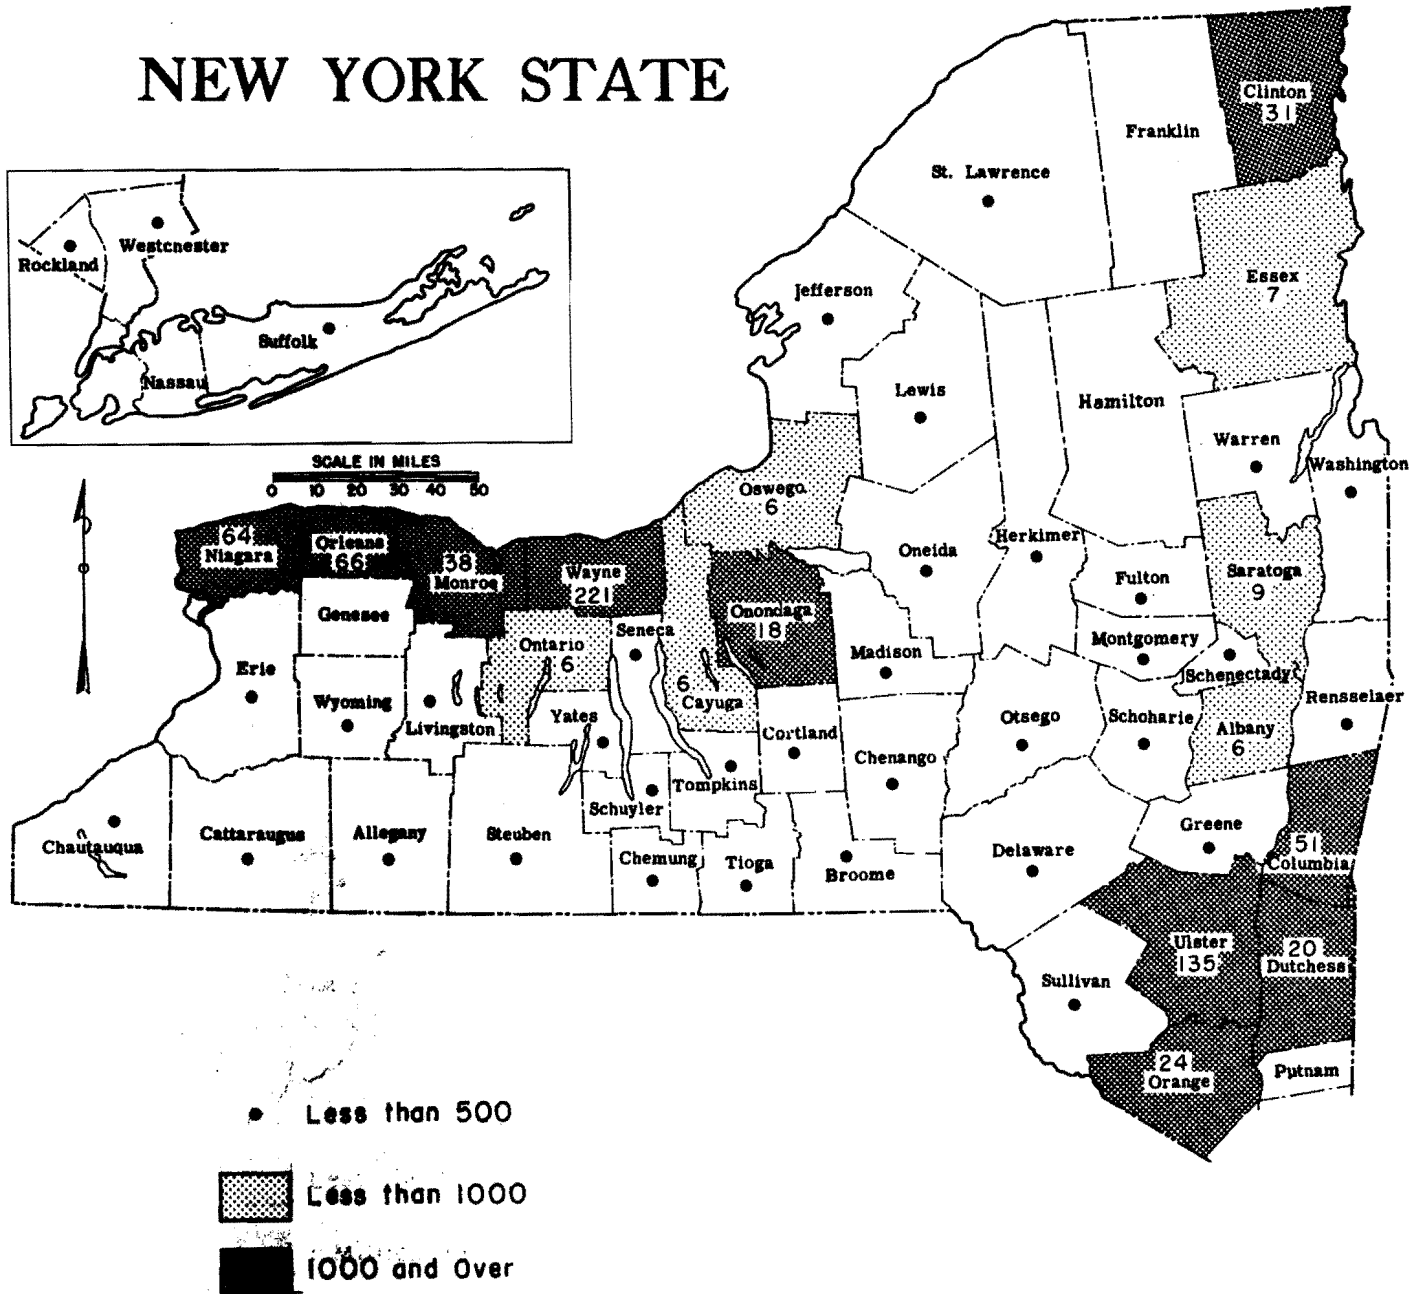 NEW YORK STATE
Clinton
31
Franklin
St. Lawrence
Westcnester
Rockland
Essex
7
Jefferson
Suffolk
Nassau
Lewis
Hamilton
Warren
Washington
SCALE IN MILES
0 10 20 30 40 50
Oswego
6
64
Niagara
Orleans
66
38
Monroe
Wayne
221
Oneida
Herkimer
Fulton
Saratoga
9
Genesee
Onondaga
18
Seneca
Ontario
6
Montgomery
Madison
Erie
Schenectady
6
Cayuga
Rensselaer
Wyoming
Livingston
Yates
Otsego
Schoharie
Albany
6
Cortland
Chenango
Tompkins
Schuyler
Greene
Chautauqua
Cattaraugus
Allegany
Steuben
Chemung
Tioga
Broome
Delaware
51
Columbia
Ulster
135
20
Dutchess
Sullivan
24
Orange
Putnam
Less than 500
Less than 1000
1000 and Over